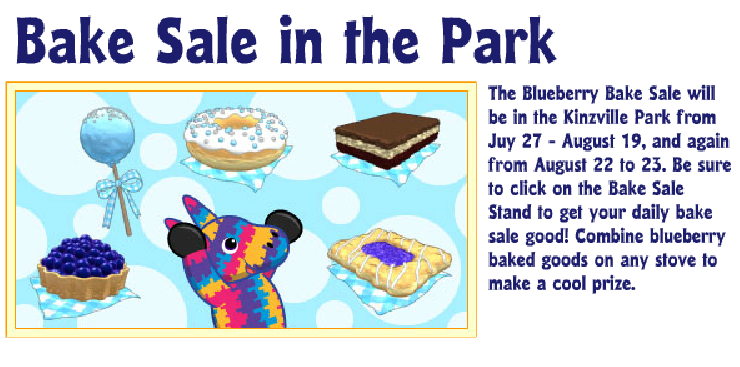 Bake Sale in the Park
The Blueberry Bake Sale will
be in the Kinzville Park from
Juy 27 - August 19, and again
from August 22 to 23. Be sure
to click on the Bake Sale
Stand to get your daily bake
sale good! Combine blueberry
baked goods on any stove to
make a cool prize.